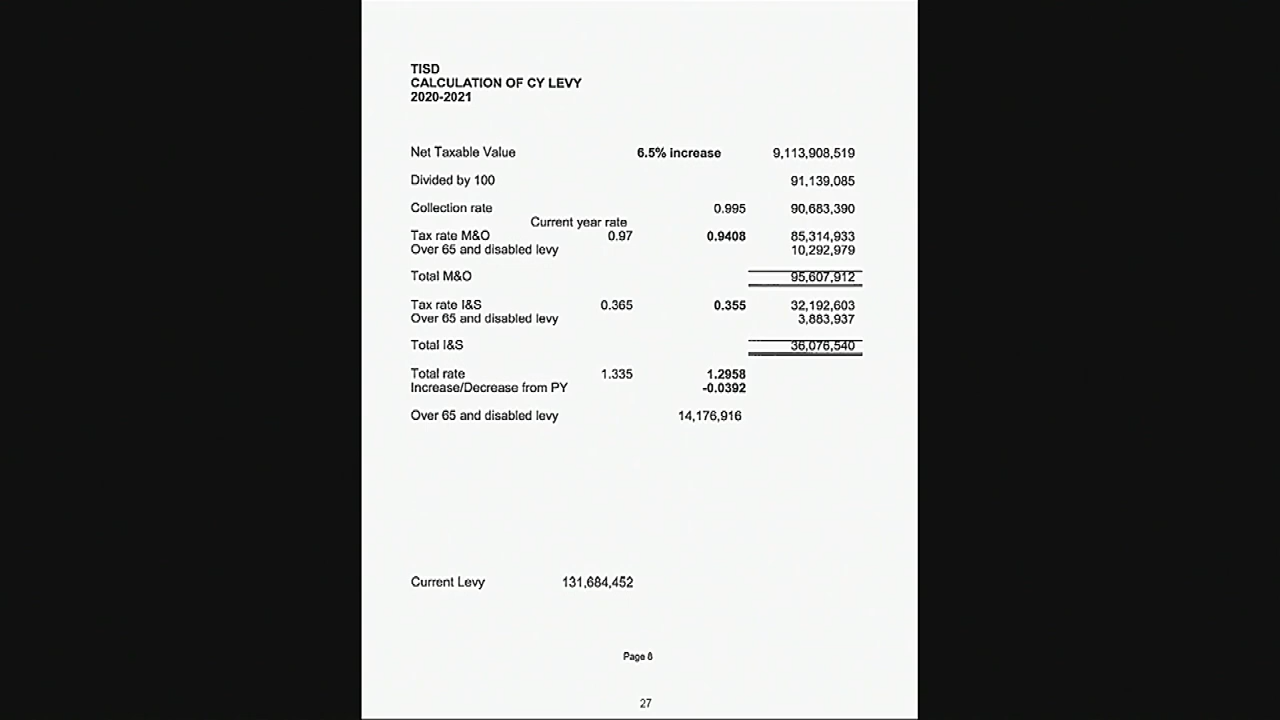 TISD
CALCULATION OF CY LEVY
2020-2021
Net Taxable Value 6.5% increase 9,113,908,519
Divided by 100 91,139,085
Collection rate 0.995 90,683,390
Current year rate
Tax rate M&O 0.97 0.9408 85,314,933
Over 65 and disabled levy 10,292,979
Total M&O 95,607,912
Tax rate I&S 0.365 0.355 32,192,603
Over 65 and disabled levy 3,883,937
Total I&S 36,076,540
Total rate 1.335 1.2958
Increase/Decrease from PY -0.0392
Over 65 and disabled levy 14,176,916
Current Levy 131,684,452
Page 8
27